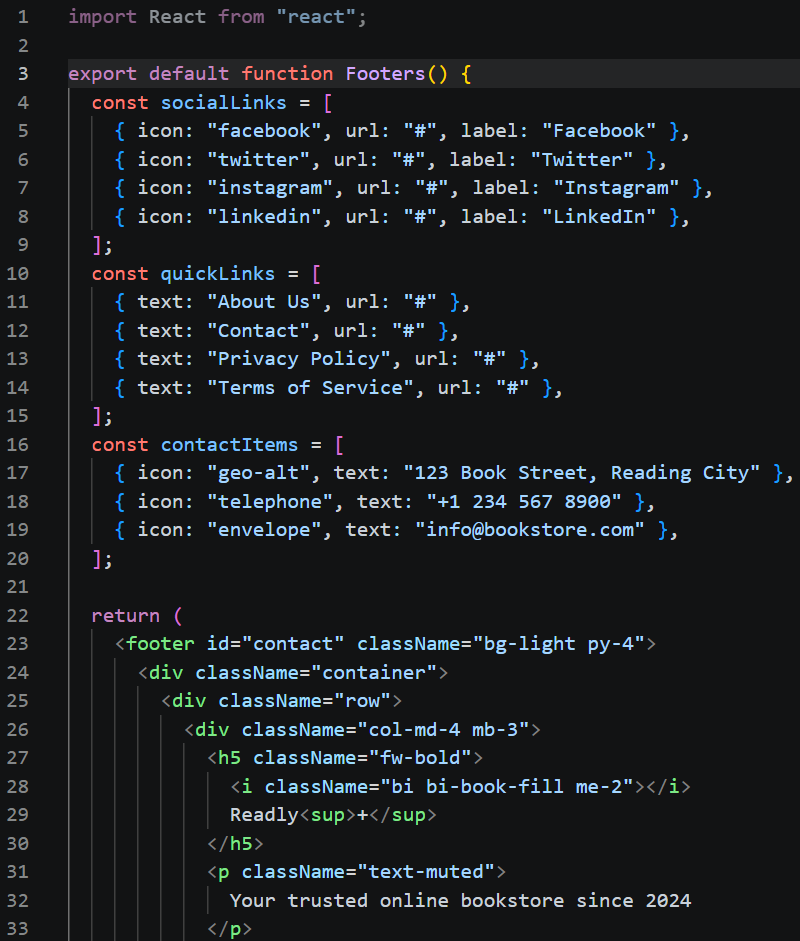 1 import React from "react";
2
3 export default function Footers() {
4   const socialLinks = [
5     { icon: "facebook", url: "#", label: "Facebook" },
6     { icon: "twitter", url: "#", label: "Twitter" },
7     { icon: "instagram", url: "#", label: "Instagram" },
8     { icon: "linkedin", url: "#", label: "LinkedIn" },
9   ];
10   const quickLinks = [
11     { text: "About Us", url: "#" },
12     { text: "Contact", url: "#" },
13     { text: "Privacy Policy", url: "#" },
14     { text: "Terms of Service", url: "#" },
15   ];
16   const contactItems = [
17     { icon: "geo-alt", text: "123 Book Street, Reading City" },
18     { icon: "telephone", text: "+1 234 567 8900" },
19     { icon: "envelope", text: "info@bookstore.com" },
20   ];
21
22   return (
23     <footer id="contact" className="bg-light py-4">
24       <div className="container">
25         <div className="row">
26           <div className="col-md-4 mb-3">
27             <h5 className="fw-bold">
28               <i className="bi bi-book-fill me-2"></i>
29               Readly<sup>+</sup>
30             </h5>
31             <p className="text-muted">
32               Your trusted online bookstore since 2024
33             </p>